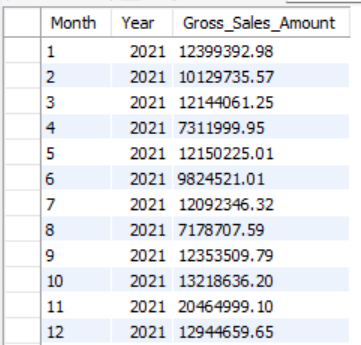 Month Year Gross_Sales_Amount
1 2021 12399392.98
2 2021 10129735.57
3 2021 12144061.25
4 2021 7311999.95
5 2021 12150225.01
6 2021 9824521.01
7 2021 12092346.32
8 2021 7178707.59
9 2021 12353509.79
10 2021 13218636.20
11 2021 20464999.10
12 2021 12944659.65